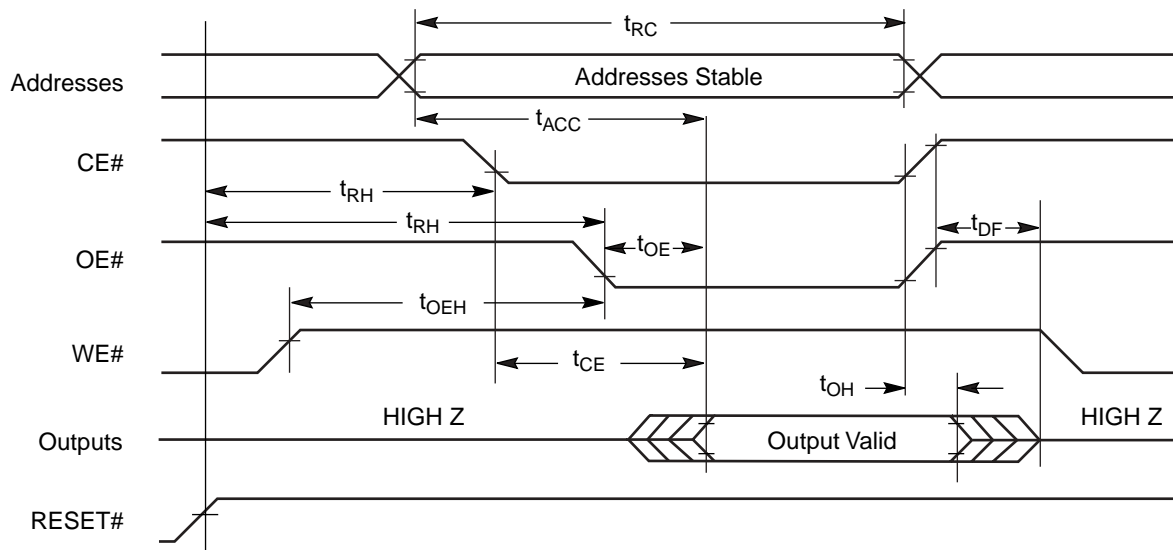 tRC
Addresses
Addresses Stable
tACC
CE#
tRH
tRH
tDF
tOE
OE#
tOEH
WE#
tCE
tOH
HIGH Z
HIGH Z
Outputs
Output Valid
RESET#